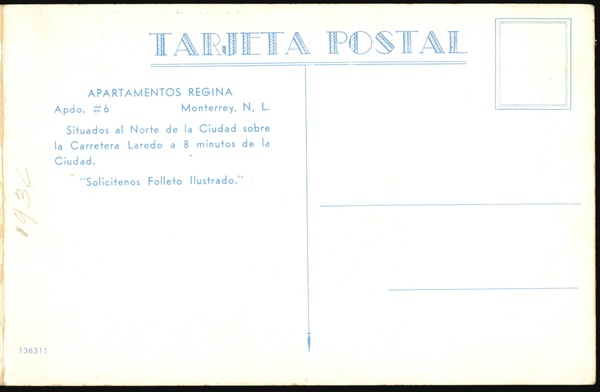 TARJETA POSTAL
APARTAMENTOS REGINA
Apdo. #6 Monterrey, N. L.
Situados al Norte de la Ciudad sobre
la Carretera Laredo a 8 minutos de la
Ciudad.
"Solicitenos Folleto Ilustrado."
136311